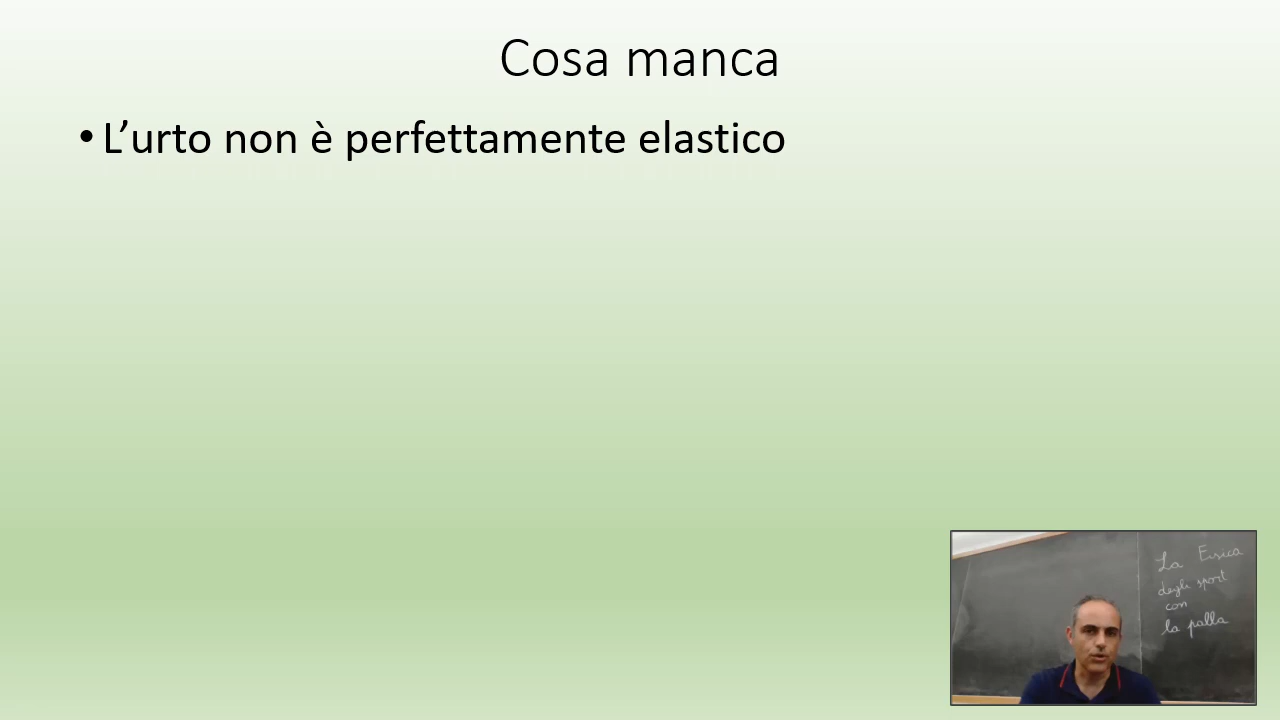 Cosa manca
• L'urto non è perfettamente elastico
La Fisica
degli sport
con
la palla